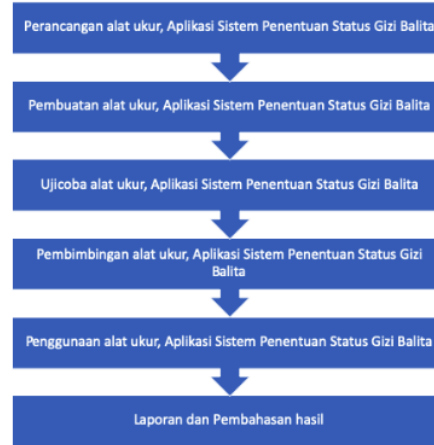 Perancangan alat ukur, Aplikasi Sistem Penentuan Status Gizi Balita
Pembuatan alat ukur, Aplikasi Sistem Penentuan Status Gizi Balita
Ujicoba alat ukur, Aplikasi Sistem Penentuan Status Gizi Balita
Pembimbingan alat ukur, Aplikasi Sistem Penentuan Status Gizi
Balita
Penggunaan alat ukur, Aplikasi Sistem Penentuan Status Gizi Balita
Laporan dan Pembahasan hasil